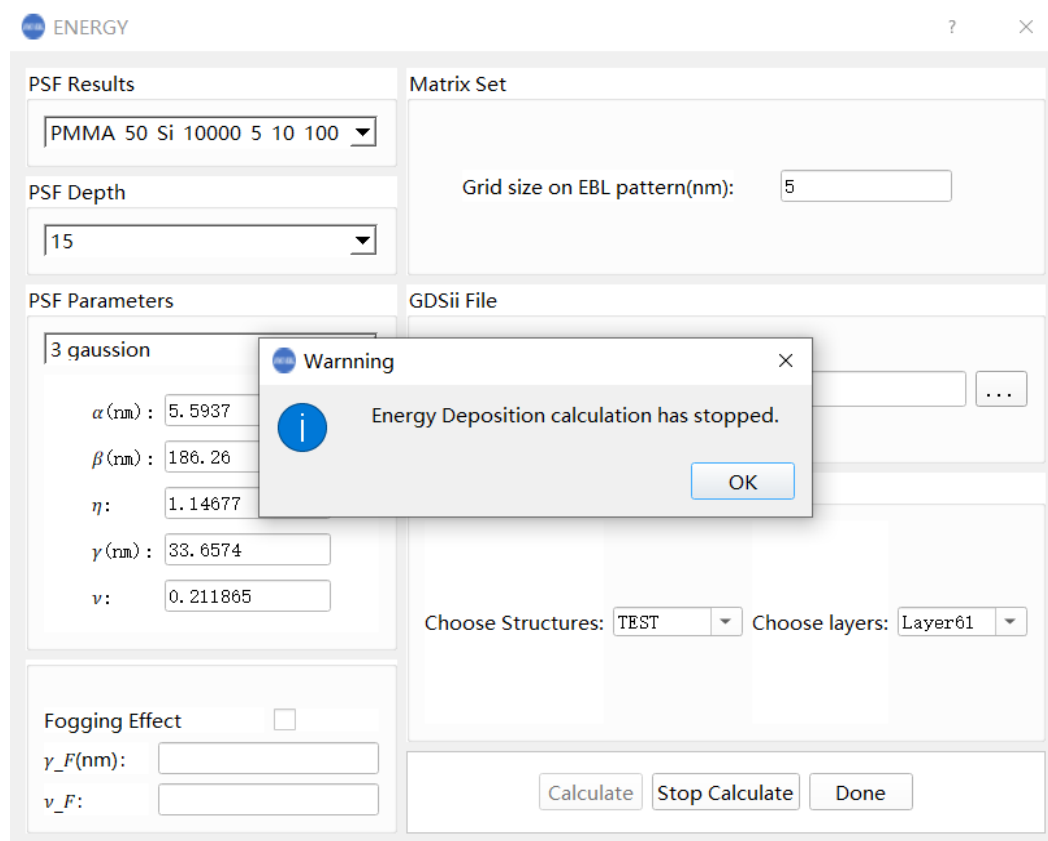 ENERGY
?
PSF Results
PMMA 50 Si 10000 5 10 100
PSF Depth
15
PSF Parameters
3 gaussion
α(nm): 5.5937
β(nm): 186.26
η: 1.14677
γ(nm): 33.6574
ν: 0.211865
Fogging Effect
γ_F(nm):
ν_F:
Matrix Set
Grid size on EBL pattern(nm): 5
GDSii File
...
Warnning
Energy Deposition calculation has stopped.
OK
Choose Structures: TEST Choose layers: Layer61
Calculate Stop Calculate Done